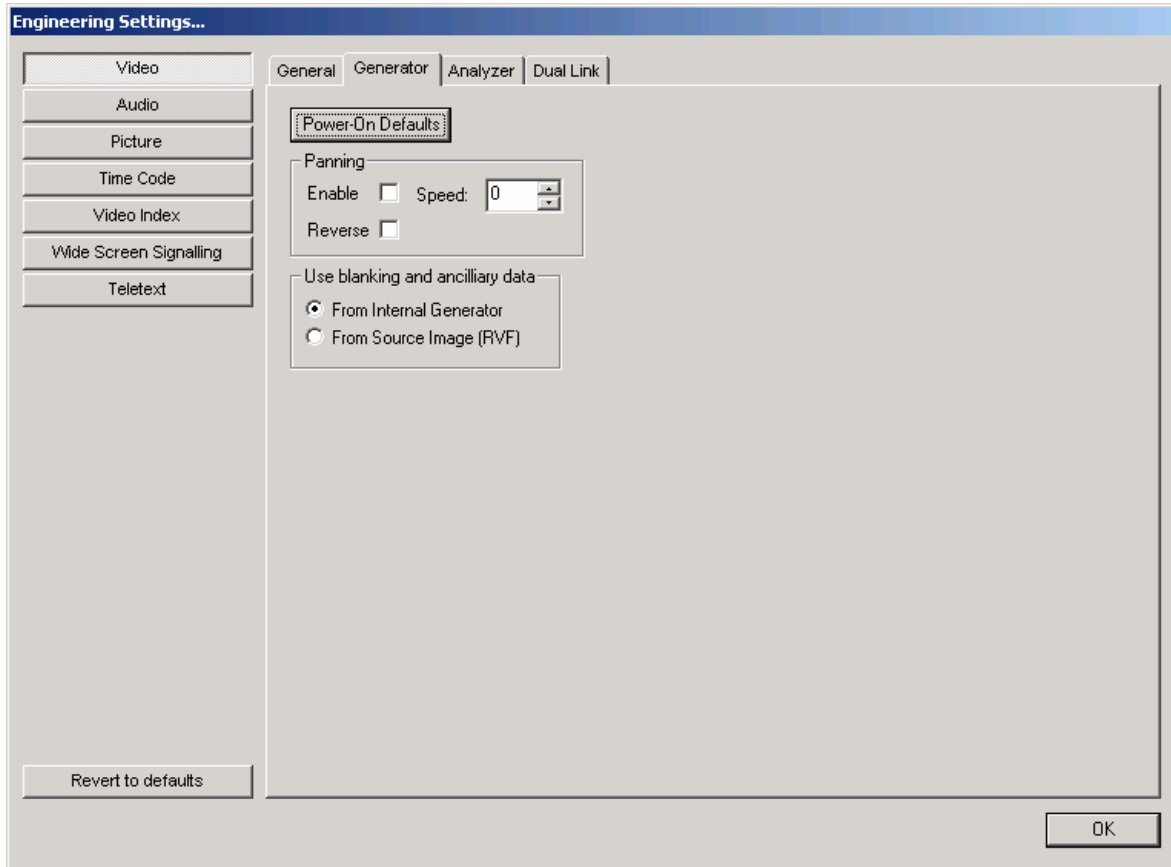 Engineering Settings...
Video
Audio
Picture
Time Code
Video Index
Wide Screen Signalling
Teletext
Revert to defaults
General Generator Analyzer Dual Link
Power-On Defaults
Panning
Enable Speed: 0
Reverse
Use blanking and ancilliary data
From Internal Generator
From Source Image (RVF)
OK